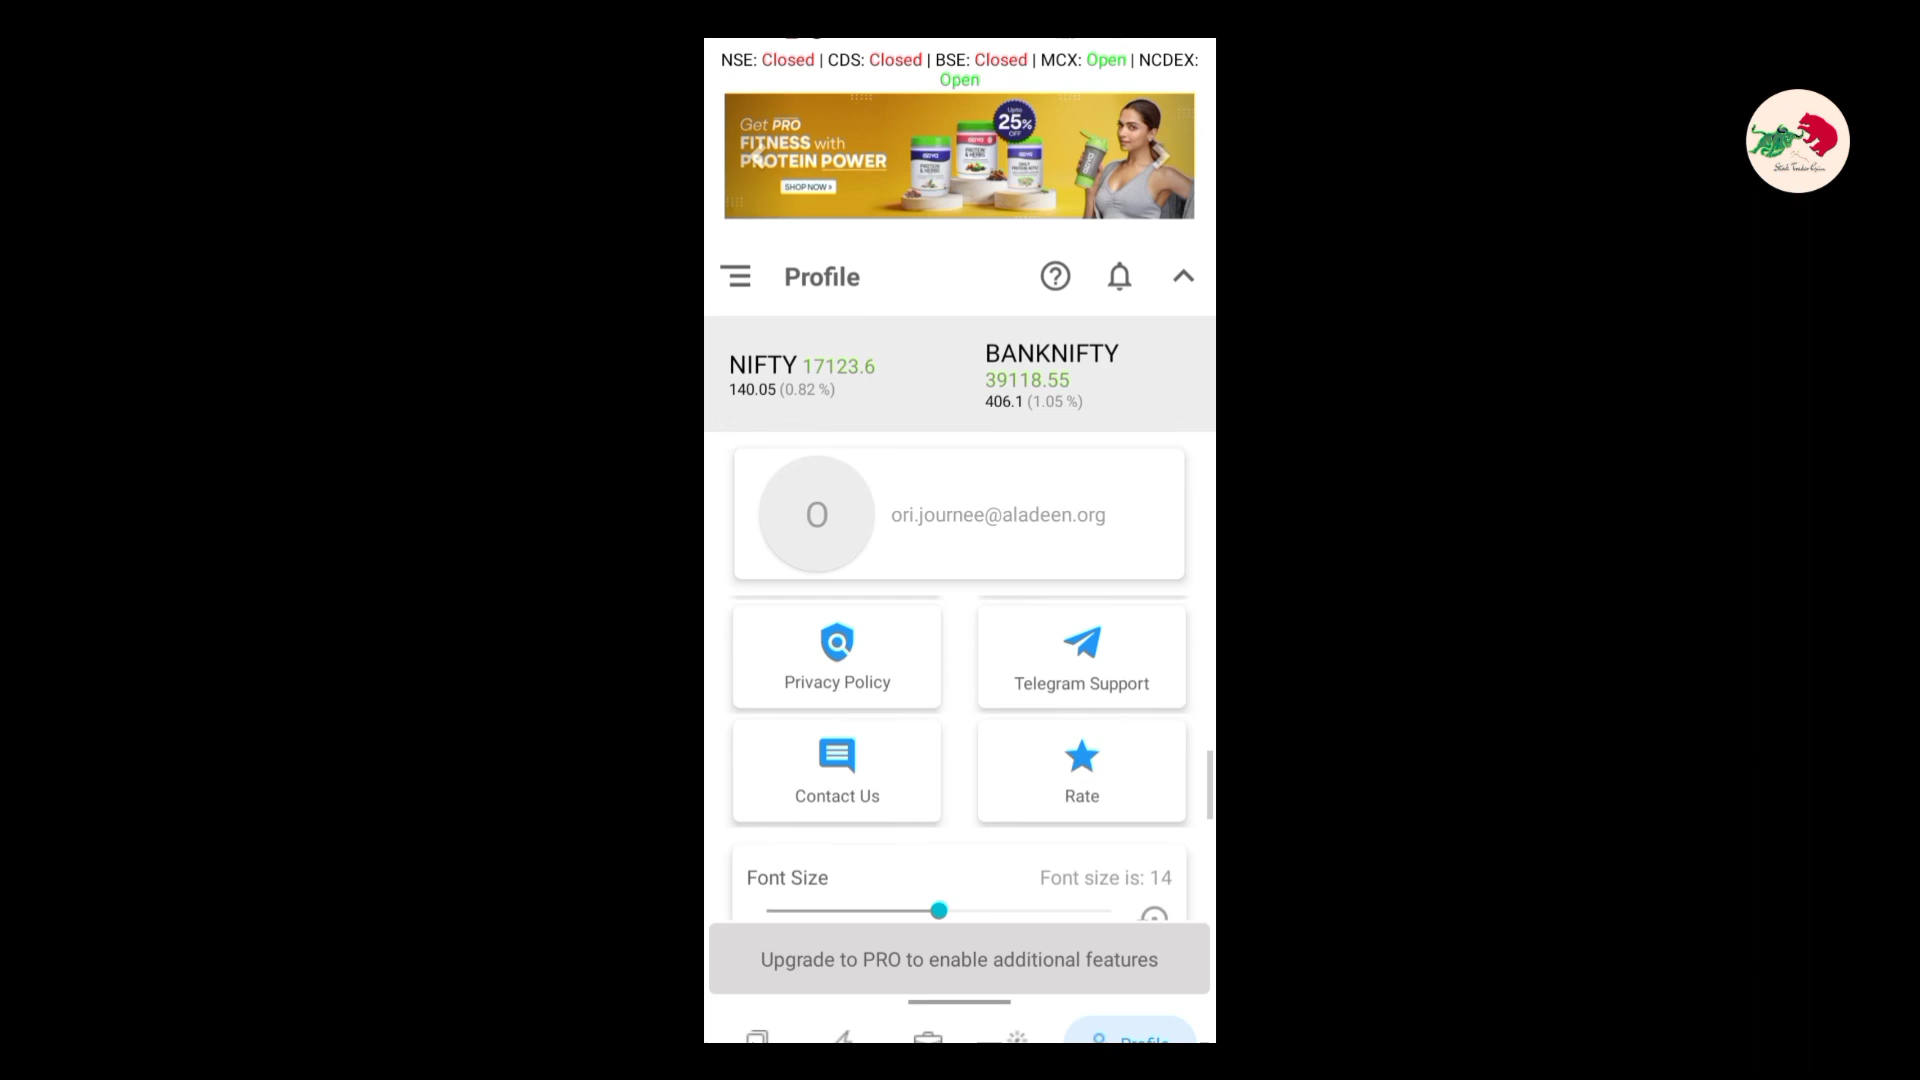 NSE: Closed | CDS: Closed | BSE: Closed | MCX: Open | NCDEX:
Open
Get PRO
FITNESS with
PROTEIN POWER
SHOP NOW >
Upto
25%
OFF
Profile
NIFTY 17123.6
140.05 (0.82 %)
BANKNIFTY
39118.55
406.1 (1.05 %)
O
ori.journee@aladeen.org
Privacy Policy
Telegram Support
Contact Us
Rate
Font Size
Font size is: 14
Upgrade to PRO to enable additional features
Profile